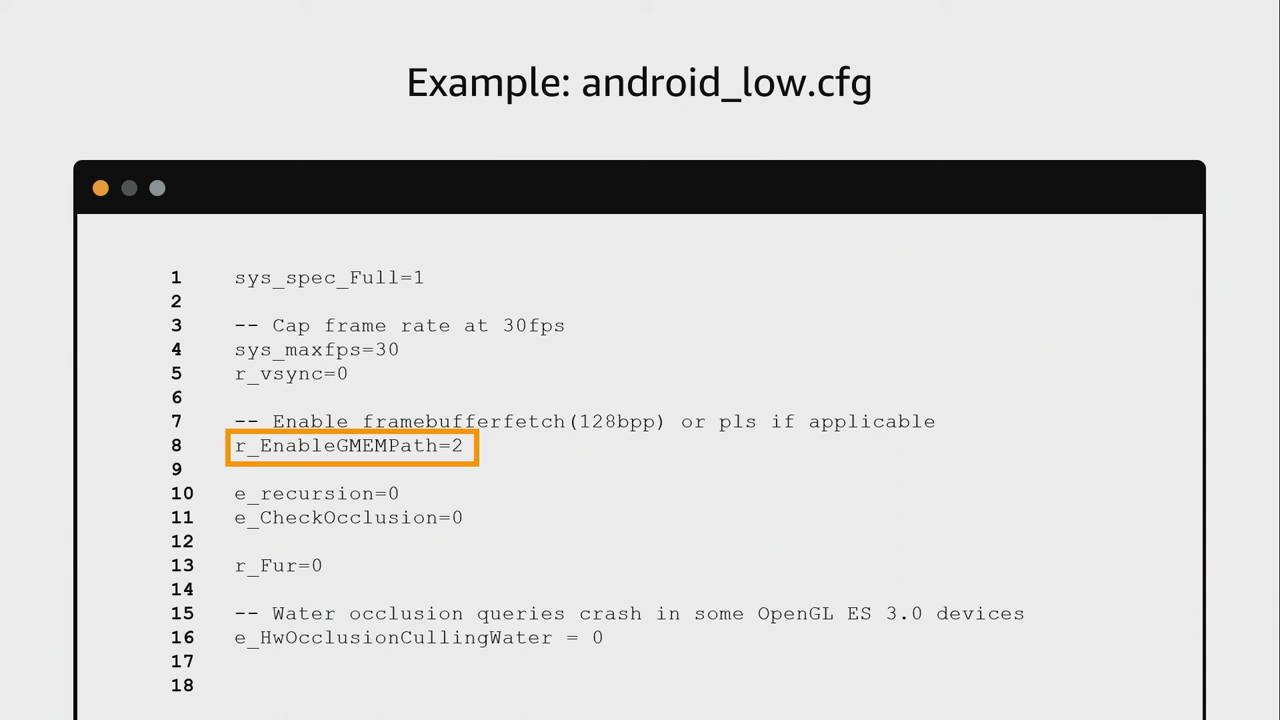 Example: android_low.cfg
1 sys_spec_Full=1
2
3 -- Cap frame rate at 30fps
4 sys_maxfps=30
5 r_vsync=0
6
7 -- Enable framebufferfetch(128bpp) or pls if applicable
8 r_EnableGMEMPath=2
9
10 e_recursion=0
11 e_CheckOcclusion=0
12
13 r_Fur=0
14
15 -- Water occlusion queries crash in some OpenGL ES 3.0 devices
16 e_HwOcclusionCullingWater = 0
17
18